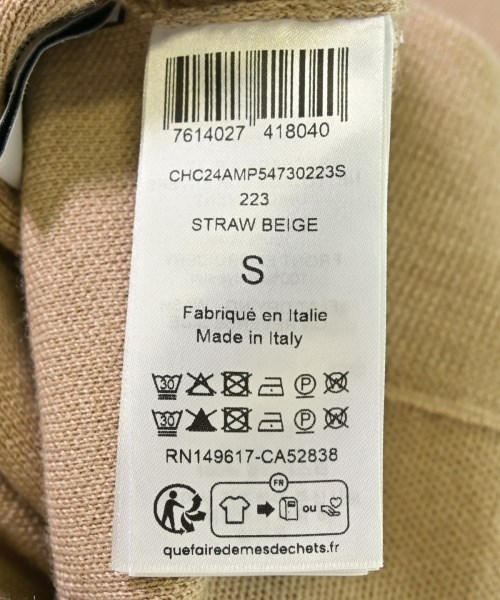 7614027 418040
CHC24AMP54730223S
223
STRAW BEIGE
S
Fabriqué en Italie
Made in Italy
30 P W
30 P W
RN149617-CA52838
FR
ou
quefairedemesdechets.fr